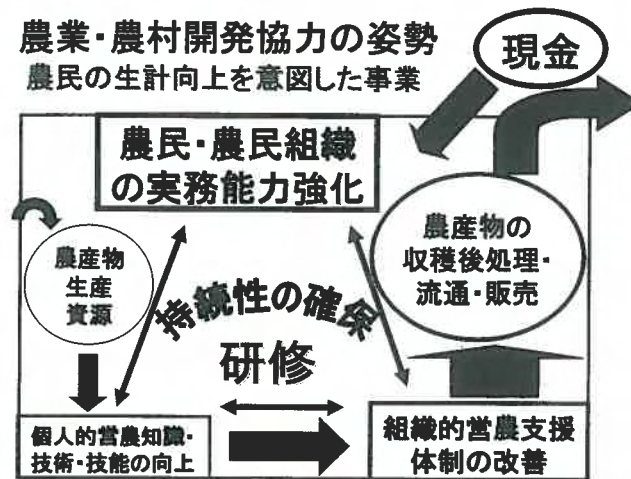 農業・農村開発協力の姿勢
農民の生計向上を意図した事業
現金
農民・農民組織
の実務能力強化
農産物
生産
資源
農産物の
収穫後処理・
流通・販売
持続性の確保
研修
個人的営農知識・
技術・技能の向上
組織的営農支援
体制の改善